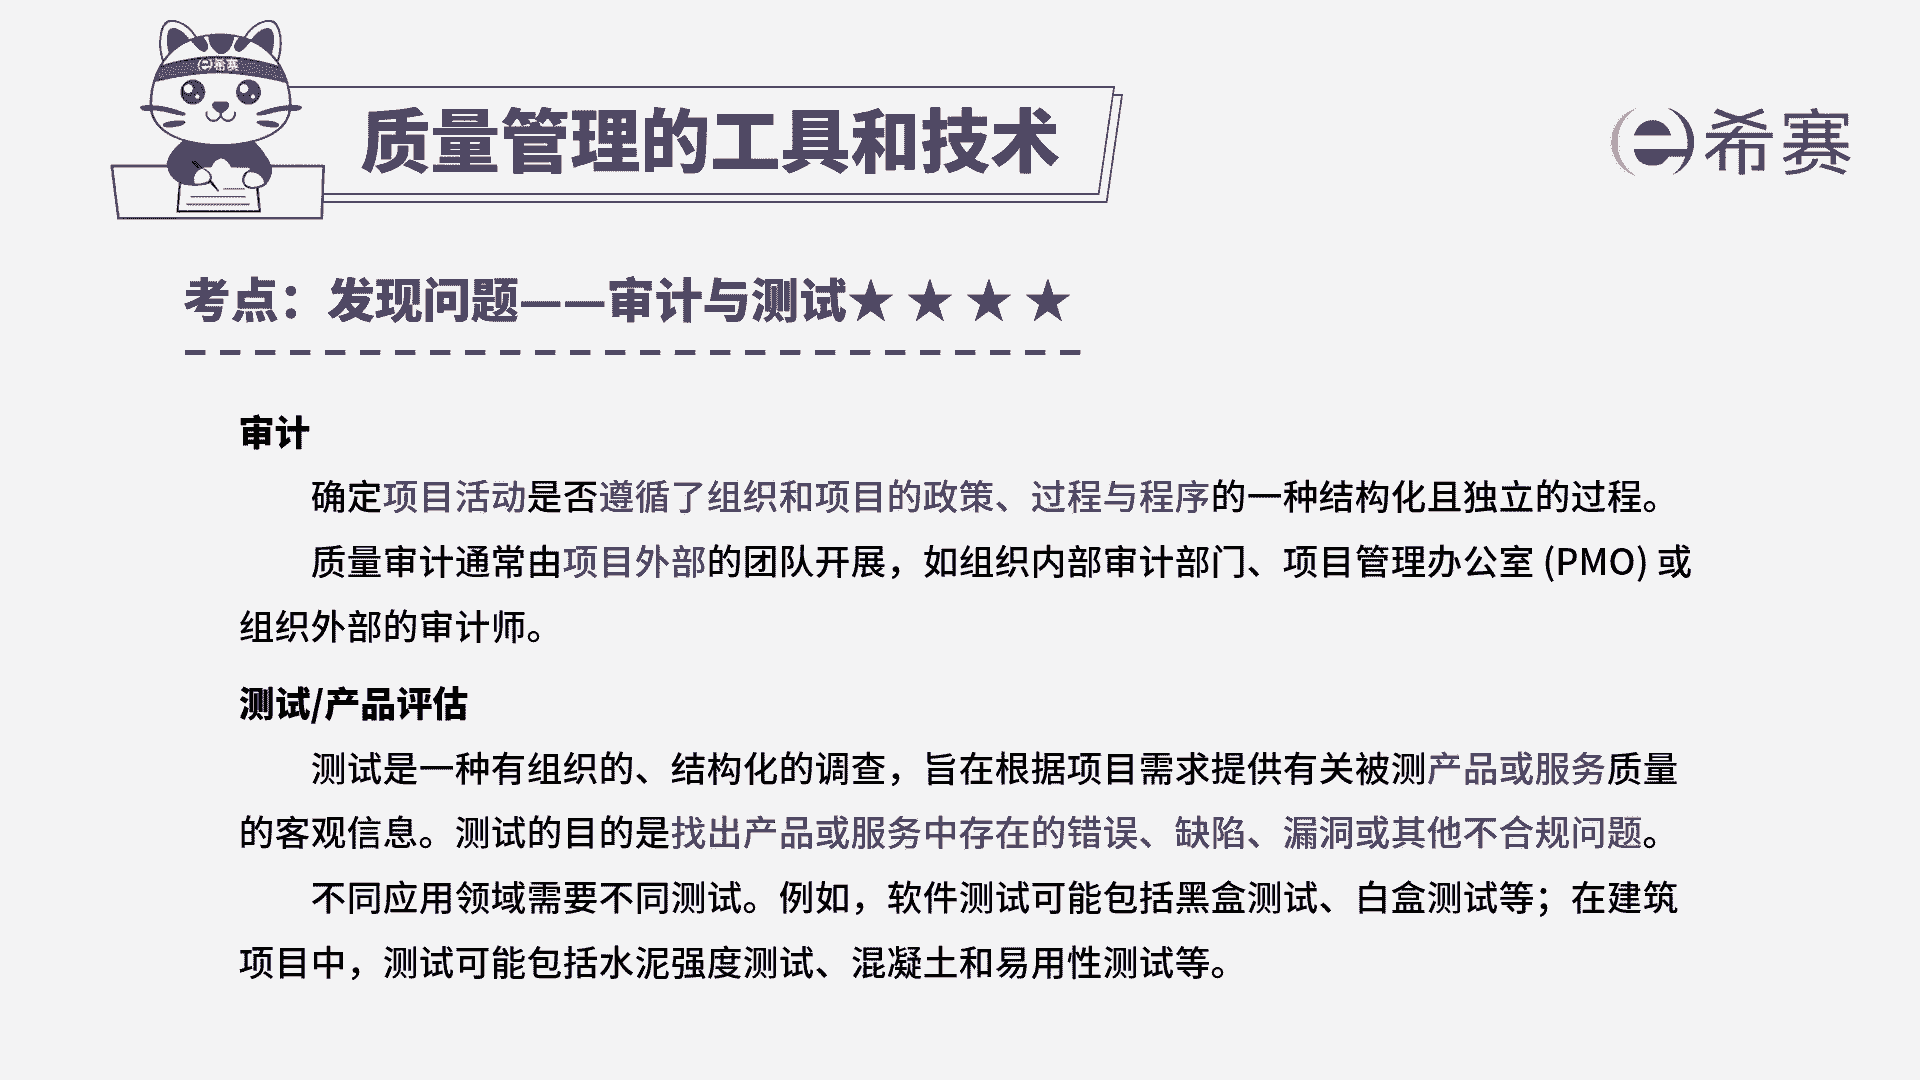 希赛
质量管理的工具和技术
希赛
考点：发现问题——审计与测试★ ★ ★ ★
审计
确定项目活动是否遵循了组织和项目的政策、过程与程序的一种结构化且独立的过程。
质量审计通常由项目外部的团队开展，如组织内部审计部门、项目管理办公室 (PMO) 或
组织外部的审计师。
测试/产品评估
测试是一种有组织的、结构化的调查，旨在根据项目需求提供有关被测产品或服务质量
的客观信息。测试的目的是找出产品或服务中存在的错误、缺陷、漏洞或其他不合规问题。
不同应用领域需要不同测试。例如，软件测试可能包括黑盒测试、白盒测试等；在建筑
项目中，测试可能包括水泥强度测试、混凝土和易用性测试等。